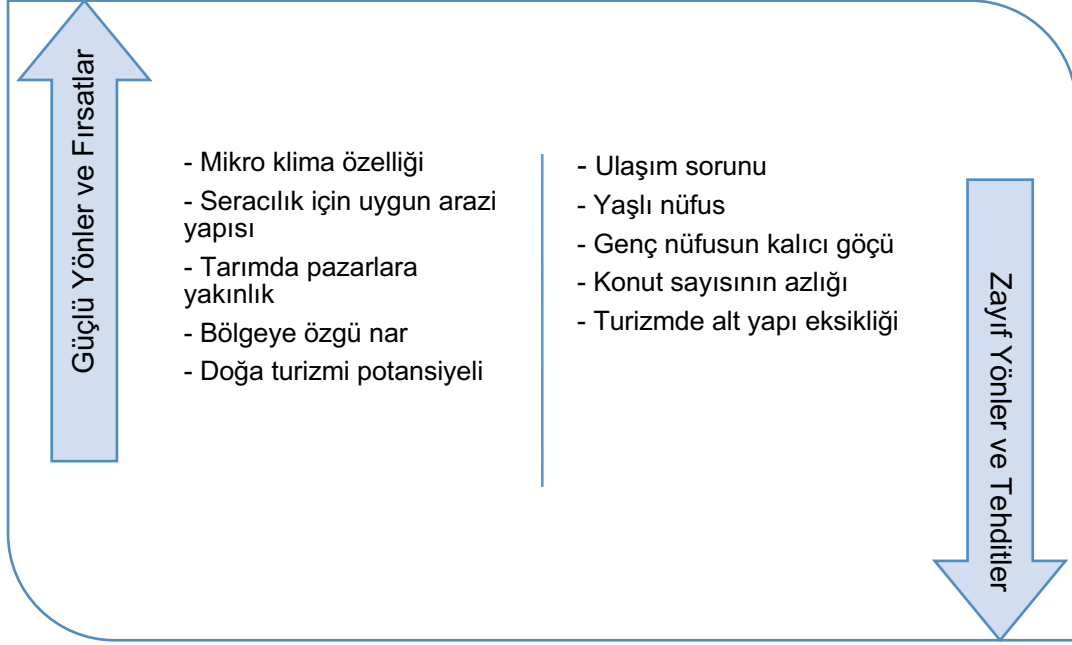 Güçlü Yönler ve Fırsatlar
- Mikro klima özelliği
- Seracılık için uygun arazi
yapısı
- Tarımda pazarlara
yakınlık
- Bölgeye özgü nar
- Doğa turizmi potansiyeli
- Ulaşım sorunu
- Yaşlı nüfus
- Genç nüfusun kalıcı göçü
- Konut sayısının azlığı
- Turizmde alt yapı eksikliği
Zayıf Yönler ve Tehditler